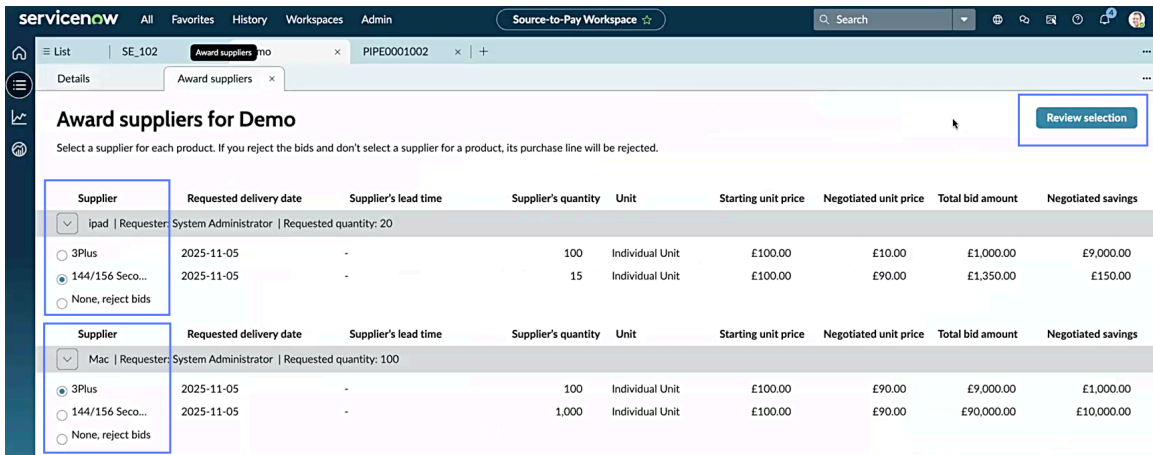 servicenow All Favorites History Workspaces Admin Source-to-Pay Workspace ☆ Search 4
List SE_102 Award suppliers mo × PIPE0001002 × +
Details Award suppliers ×
Award suppliers for Demo
Review selection
Select a supplier for each product. If you reject the bids and don't select a supplier for a product, its purchase line will be rejected.
Supplier Requested delivery date Supplier's lead time Supplier's quantity Unit Starting unit price Negotiated unit price Total bid amount Negotiated savings
ipad | Requester: System Administrator | Requested quantity: 20
3Plus 2025-11-05 - 100 Individual Unit £100.00 £10.00 £1,000.00 £9,000.00
144/156 Seco... 2025-11-05 - 15 Individual Unit £100.00 £90.00 £1,350.00 £150.00
None, reject bids
Supplier Requested delivery date Supplier's lead time Supplier's quantity Unit Starting unit price Negotiated unit price Total bid amount Negotiated savings
Mac | Requester: System Administrator | Requested quantity: 100
3Plus 2025-11-05 - 100 Individual Unit £100.00 £90.00 £9,000.00 £1,000.00
144/156 Seco... 2025-11-05 - 1,000 Individual Unit £100.00 £90.00 £90,000.00 £10,000.00
None, reject bids